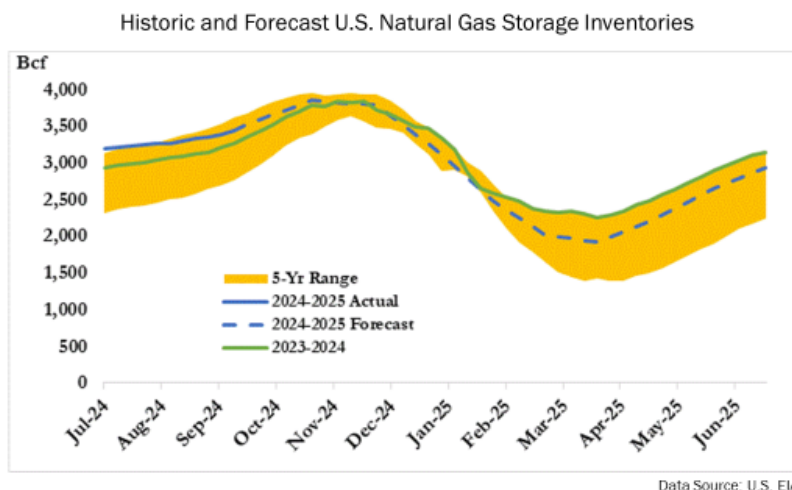 Historic and Forecast U.S. Natural Gas Storage Inventories
Bcf
4,000
3,500
3,000
2,500
2,000
1,500
1,000
500
0
5-Yr Range
2024-2025 Actual
2024-2025 Forecast
2023-2024
Jul-24
Aug-24
Sep-24
Oct-24
Nov-24
Dec-24
Jan-25
Feb-25
Mar-25
Apr-25
May-25
Jun-25
Data Source: U.S. EIA